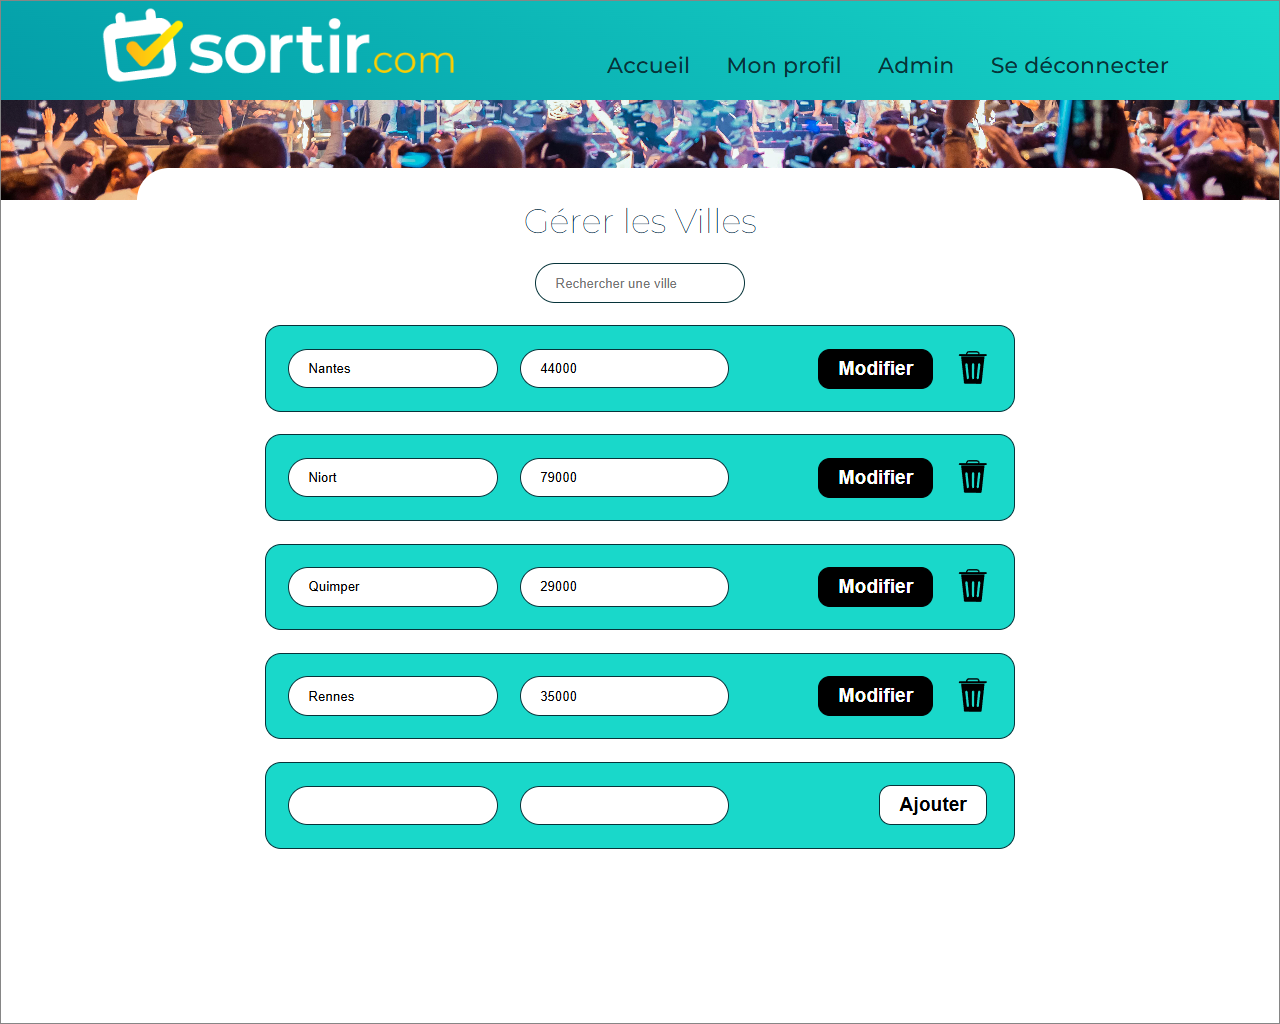 sortir.com
Accueil Mon profil Admin Se déconnecter
Gérer les Villes
Rechercher une ville
Nantes 44000 Modifier
Niort 79000 Modifier
Quimper 29000 Modifier
Rennes 35000 Modifier
Ajouter